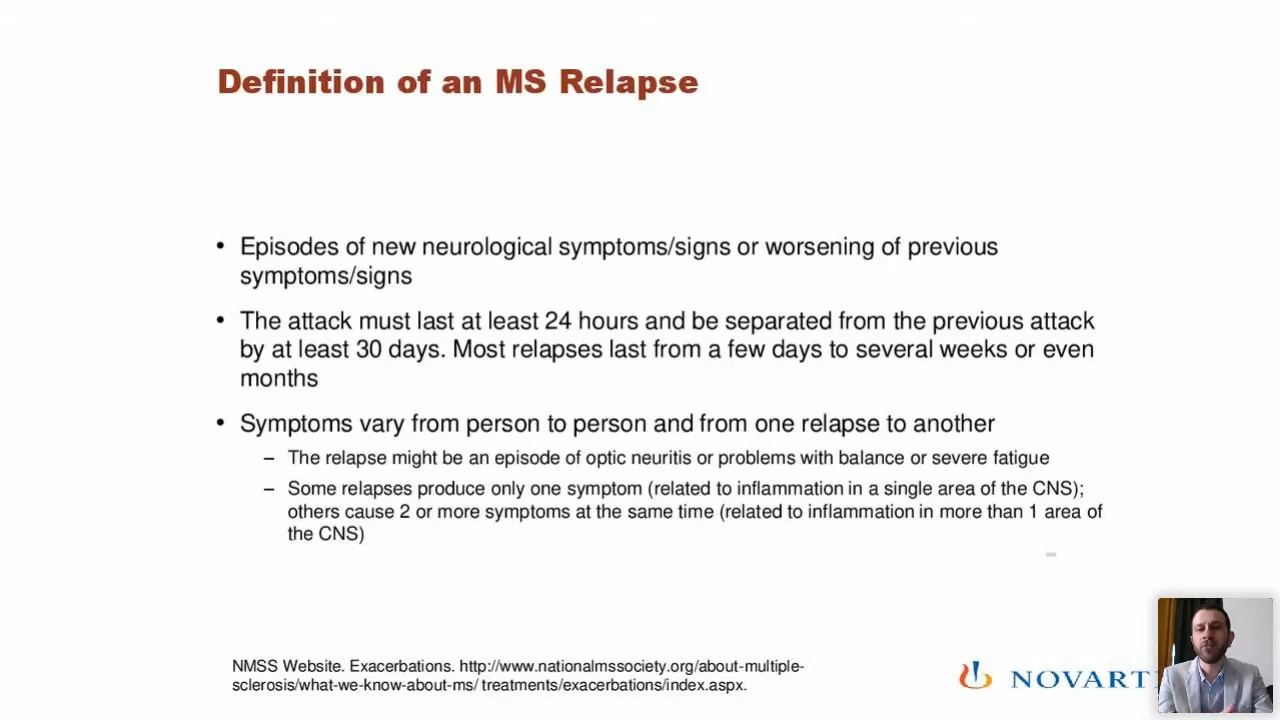 Definition of an MS Relapse
• Episodes of new neurological symptoms/signs or worsening of previous
symptoms/signs
• The attack must last at least 24 hours and be separated from the previous attack
by at least 30 days. Most relapses last from a few days to several weeks or even
months
• Symptoms vary from person to person and from one relapse to another
– The relapse might be an episode of optic neuritis or problems with balance or severe fatigue
– Some relapses produce only one symptom (related to inflammation in a single area of the CNS);
others cause 2 or more symptoms at the same time (related to inflammation in more than 1 area of
the CNS)
NMSS Website. Exacerbations. http://www.nationalmssociety.org/about-multiple-
sclerosis/what-we-know-about-ms/ treatments/exacerbations/index.aspx.
NOVART